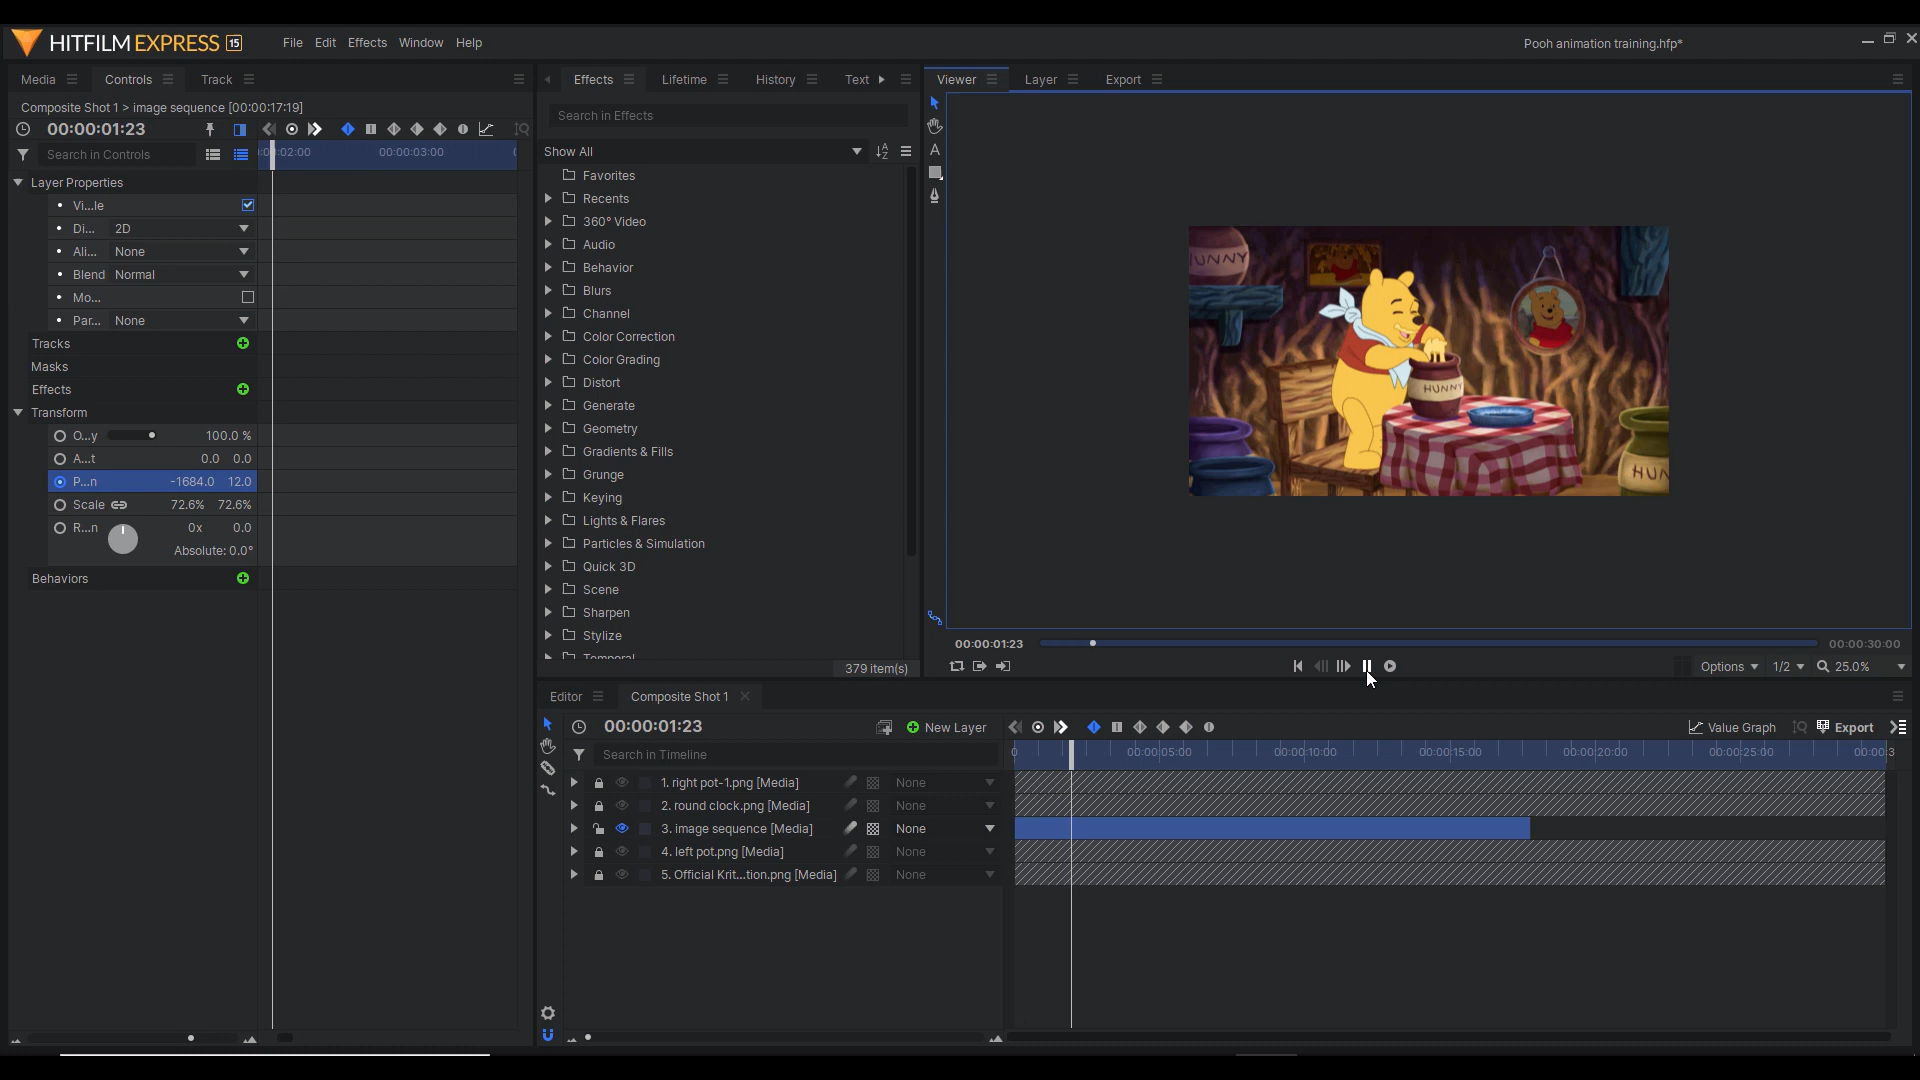 HITFILM EXPRESS 15
File Edit Effects Window Help
Pooh animation training.hfp*
Media Controls Track
Composite Shot 1 > image sequence [00:00:17:19]
00:00:01:23
Search in Controls
02:00 00:00:03:00
Layer Properties
Vi...le
Di... 2D
Ali... None
Blend Normal
Mo...
Par... None
Tracks
Masks
Effects
Transform
O...y 100.0 %
A...t 0.0 0.0
P...n -1684.0 12.0
Scale 72.6% 72.6%
R...n 0x 0.0
Absolute: 0.0°
Behaviors
Effects Lifetime History Text
Search in Effects
Show All
Favorites
Recents
360° Video
Audio
Behavior
Blurs
Channel
Color Correction
Color Grading
Distort
Generate
Geometry
Gradients & Fills
Grunge
Keying
Lights & Flares
Particles & Simulation
Quick 3D
Scene
Sharpen
Stylize
Temporal
379 item(s)
Viewer Layer Export
A
HUNNY
HUNNY
HUN
00:00:01:23 00:00:30:00
Options 1/2 25.0%
Editor Composite Shot 1
00:00:01:23 New Layer Value Graph Export
Search in Timeline
0 00:00:05:00 00:00:10:00 00:00:15:00 00:00:20:00 00:00:25:00 00:00:3
1. right pot-1.png [Media] None
2. round clock.png [Media] None
3. image sequence [Media] None
4. left pot.png [Media] None
5. Official Krit...tion.png [Media] None